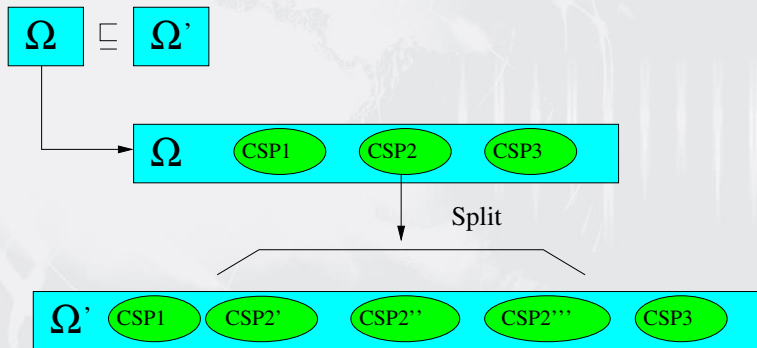 Ω ⊑ Ω’
Ω CSP1 CSP2 CSP3
Split
Ω’ CSP1 CSP2' CSP2'' CSP2''' CSP3